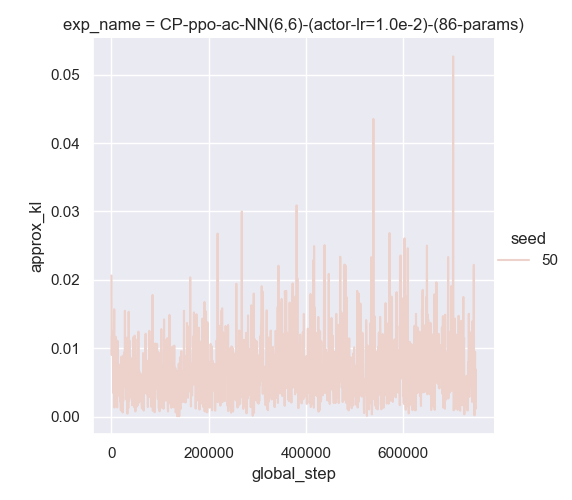 exp_name = CP-ppo-ac-NN(6,6)-(actor-lr=1.0e-2)-(86-params)
0.05
0.04
0.03
0.02
0.01
0.00
approx_kl
0
200000
400000
600000
global_step
seed
50